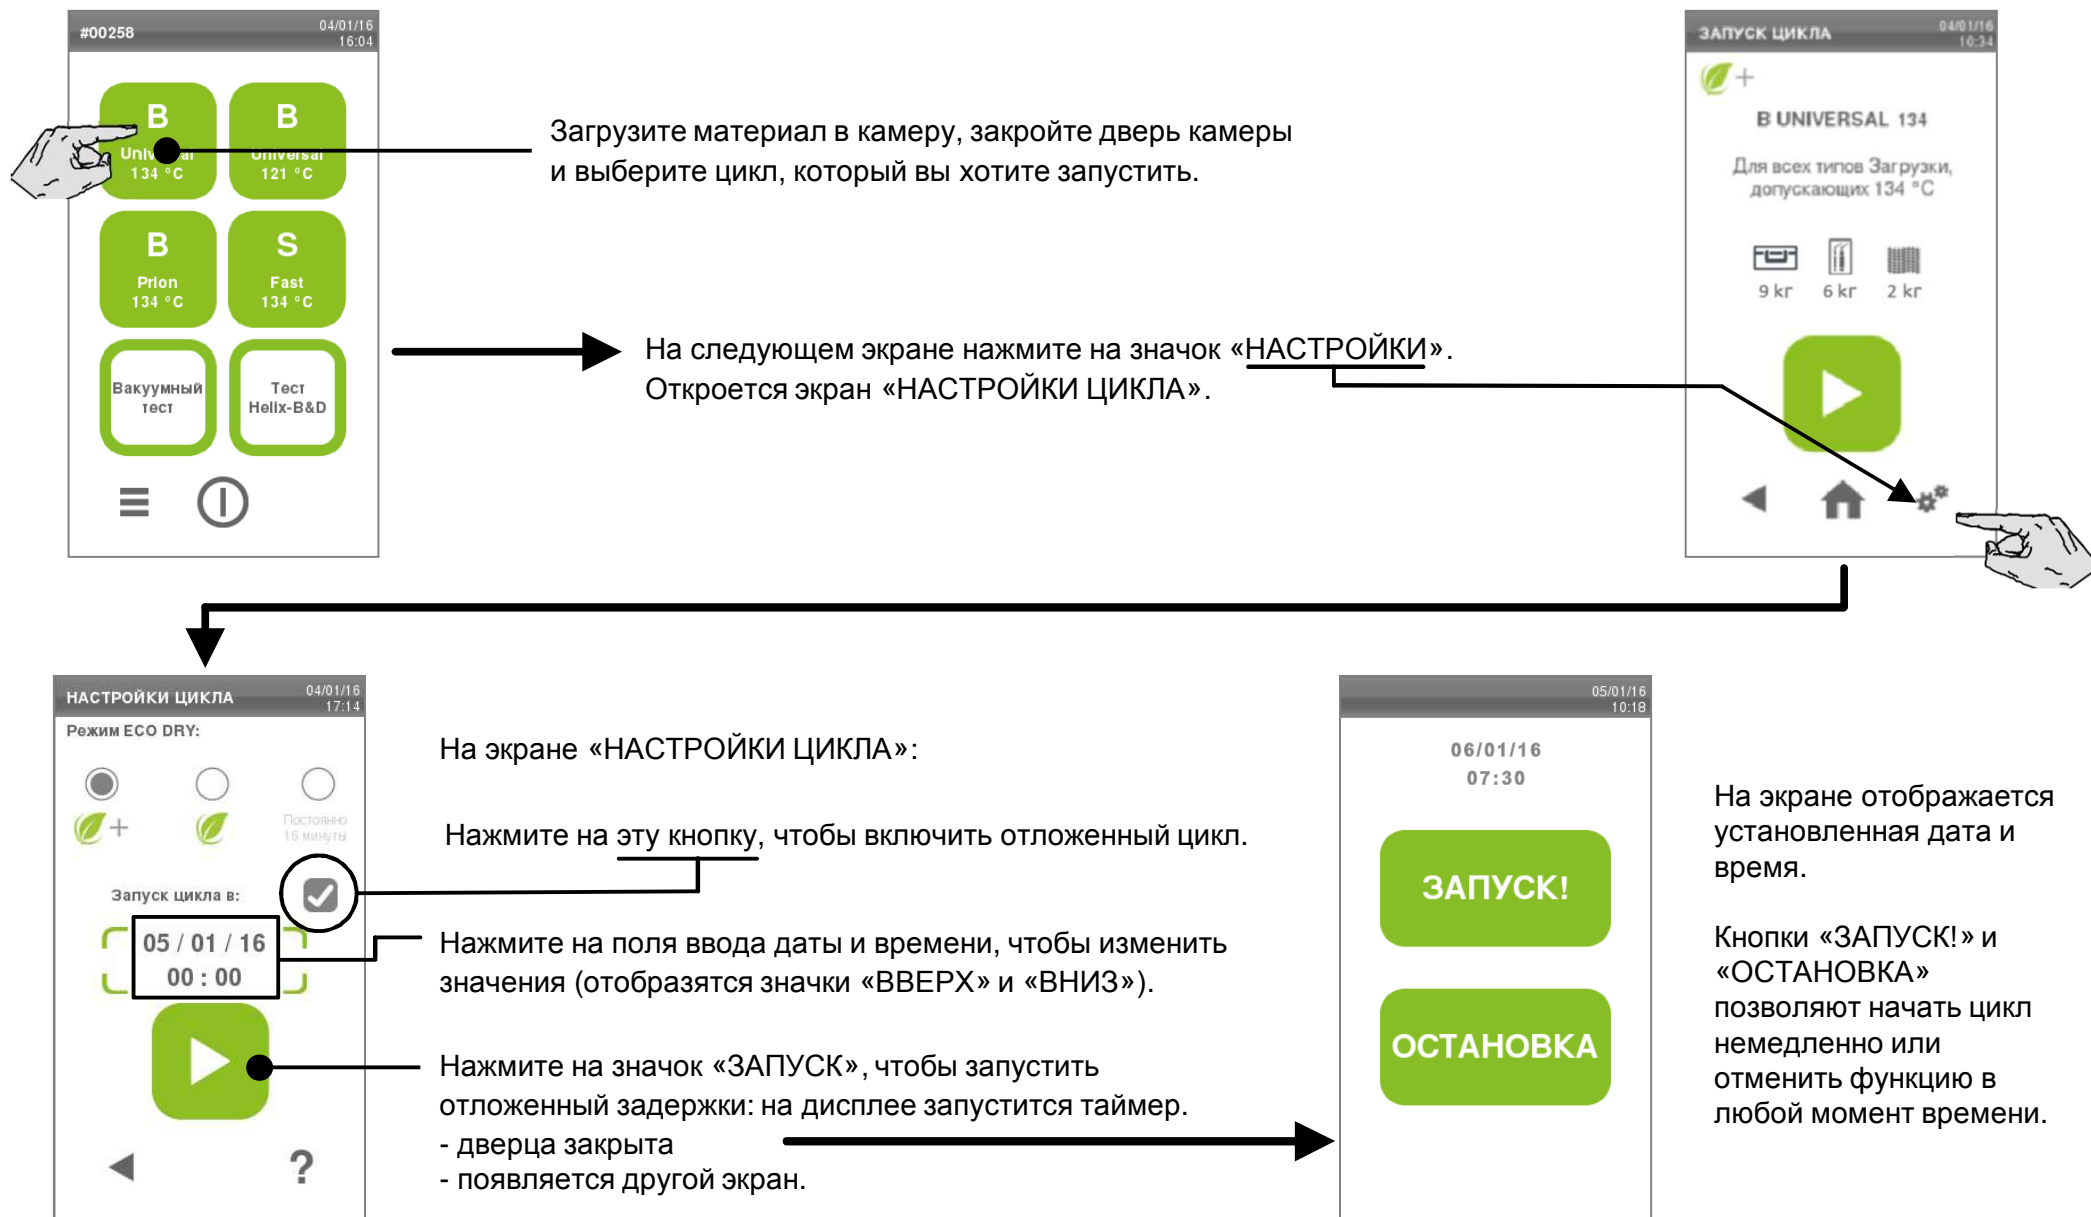 #00258
04/01/16
16:04
B
134 °C
B
Universal
121 °C
B
Prion
134 °C
S
Fast
134 °C
Вакуумный
тест
Тест
Helix-B&D
Загрузите материал в камеру, закройте дверь камеры
и выберите цикл, который вы хотите запустить.
На следующем экране нажмите на значок «НАСТРОЙКИ».
Откроется экран «НАСТРОЙКИ ЦИКЛА».
ЗАПУСК ЦИКЛА
04/01/16
10:34
+
B UNIVERSAL 134
Для всех типов Загрузки,
допускающих 134 °C
9 кг
6 кг
2 кг
НАСТРОЙКИ ЦИКЛА
04/01/16
17:14
Режим ECO DRY:
+
Постоянно
16 минуты
Запуск цикла в:
05 / 01 / 16
00 : 00
?
На экране «НАСТРОЙКИ ЦИКЛА»:
Нажмите на эту кнопку, чтобы включить отложенный цикл.
Нажмите на поля ввода даты и времени, чтобы изменить
значения (отобразятся значки «ВВЕРХ» и «ВНИЗ»).
Нажмите на значок «ЗАПУСК», чтобы запустить
отложенный задержки: на дисплее запустится таймер.
- дверца закрыта
- появляется другой экран.
05/01/16
10:18
06/01/16
07:30
ЗАПУСК!
ОСТАНОВКА
На экране отображается
установленная дата и
время.
Кнопки «ЗАПУСК!» и
«ОСТАНОВКА»
позволяют начать цикл
немедленно или
отменить функцию в
любой момент времени.